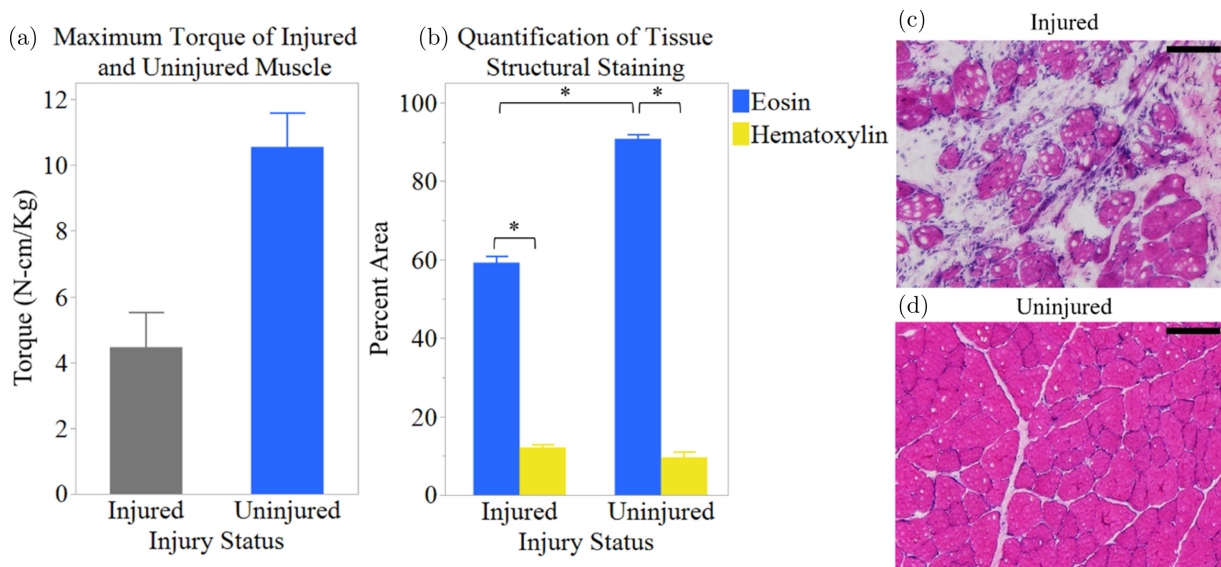 (a) Maximum Torque of Injured
and Uninjured Muscle
Torque (N-cm/Kg)
12
10
8
6
4
2
0
Injured Uninjured
Injury Status
(b) Quantification of Tissue
Structural Staining
Percent Area
100
80
60
40
20
0
* *
*
Injured Uninjured
Injury Status
Eosin
Hematoxylin
(c) Injured
(d) Uninjured